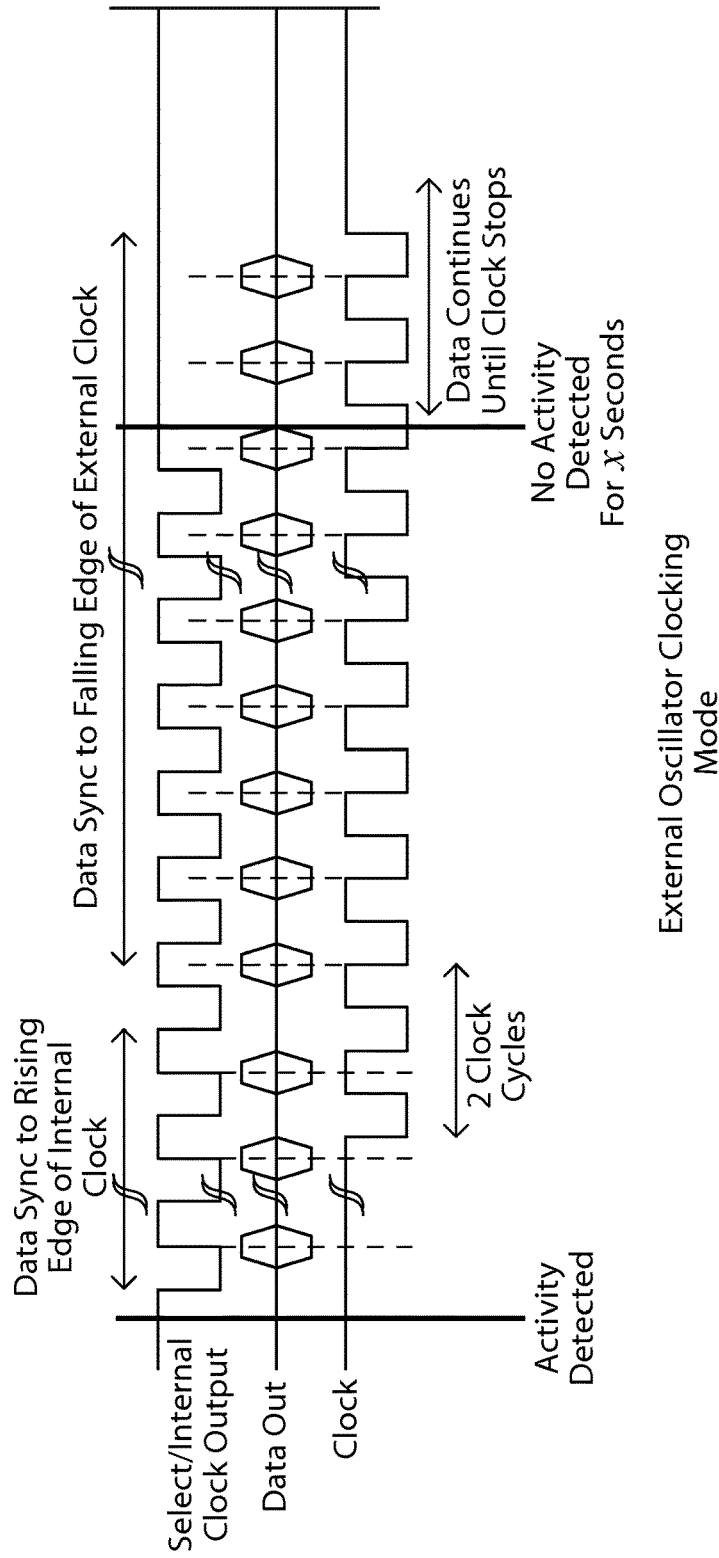 Data Sync to Rising
Edge of Internal
Clock
Data Sync to Falling Edge of External Clock
Select/Internal
Clock Output
Data Out
Clock
2 Clock
Cycles
Data Continues
Until Clock Stops
Activity
Detected
No Activity
Detected
For x Seconds
External Oscillator Clocking
Mode